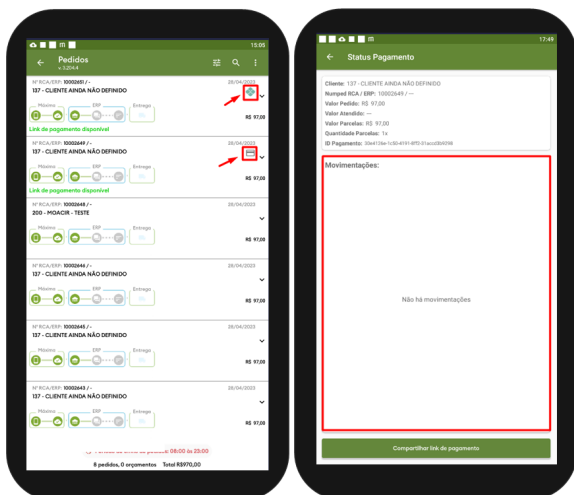 15:05
Pedidos
v. 3.204.4
Nº RCA/ERP: 10002651 / -
28/04/2023
137 - CLIENTE AINDA NÃO DEFINIDO
Máxima
ERP
Entrega
R$ 97,00
Link de pagamento disponível
Nº RCA/ERP: 10002649 / -
28/04/2023
137 - CLIENTE AINDA NÃO DEFINIDO
Máxima
ERP
Entrega
R$ 97,00
Link de pagamento disponível
Nº RCA/ERP: 10002648 / -
28/04/2023
200 - MOACIR - TESTE
Máxima
ERP
Entrega
R$ 97,00
Nº RCA/ERP: 10002646 / -
28/04/2023
137 - CLIENTE AINDA NÃO DEFINIDO
Máxima
ERP
Entrega
R$ 97,00
Nº RCA/ERP: 10002645 / -
28/04/2023
137 - CLIENTE AINDA NÃO DEFINIDO
Máxima
ERP
Entrega
R$ 97,00
Nº RCA/ERP: 10002643 / -
28/04/2023
137 - CLIENTE AINDA NÃO DEFINIDO
Máxima
ERP
Entrega
R$ 97,00
08:00 às 23:00
8 pedidos, 0 orçamentos Total R$970,00
17:49
Status Pagamento
Cliente: 137 - CLIENTE AINDA NÃO DEFINIDO
Numped RCA / ERP: 10002649 / ---
Valor Pedido: R$ 97,00
Valor Atendido: ---
Valor Parcelas: R$ 97,00
Quantidade Parcelas: 1x
ID Pagamento:
Movimentações:
Não há movimentações
Compartilhar link de pagamento